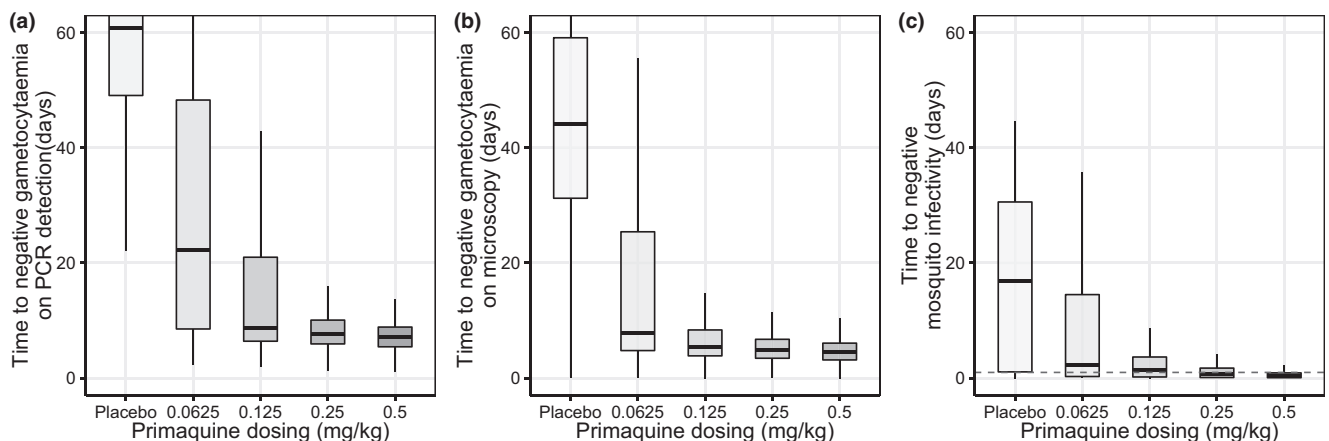 (a)
Time to negative gametocytaemia
on PCR detection(days)
60
40
20
0
Placebo 0.0625 0.125 0.25 0.5
Primaquine dosing (mg/kg)
(b)
Time to negative gametocytaemia
on microscopy (days)
60
40
20
0
Placebo 0.0625 0.125 0.25 0.5
Primaquine dosing (mg/kg)
(c)
Time to negative
mosquito infectivity (days)
60
40
20
0
Placebo 0.0625 0.125 0.25 0.5
Primaquine dosing (mg/kg)